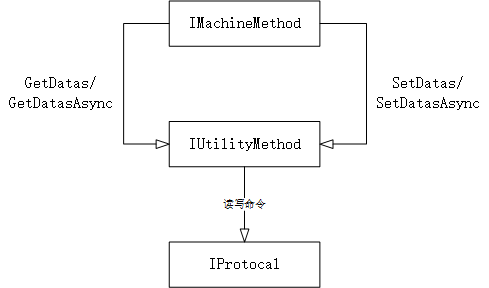 IMachineMethod
GetDatas/
GetDatasAsync
SetDatas/
SetDatasAsync
IUtilityMethod
读写命令
IProtocal